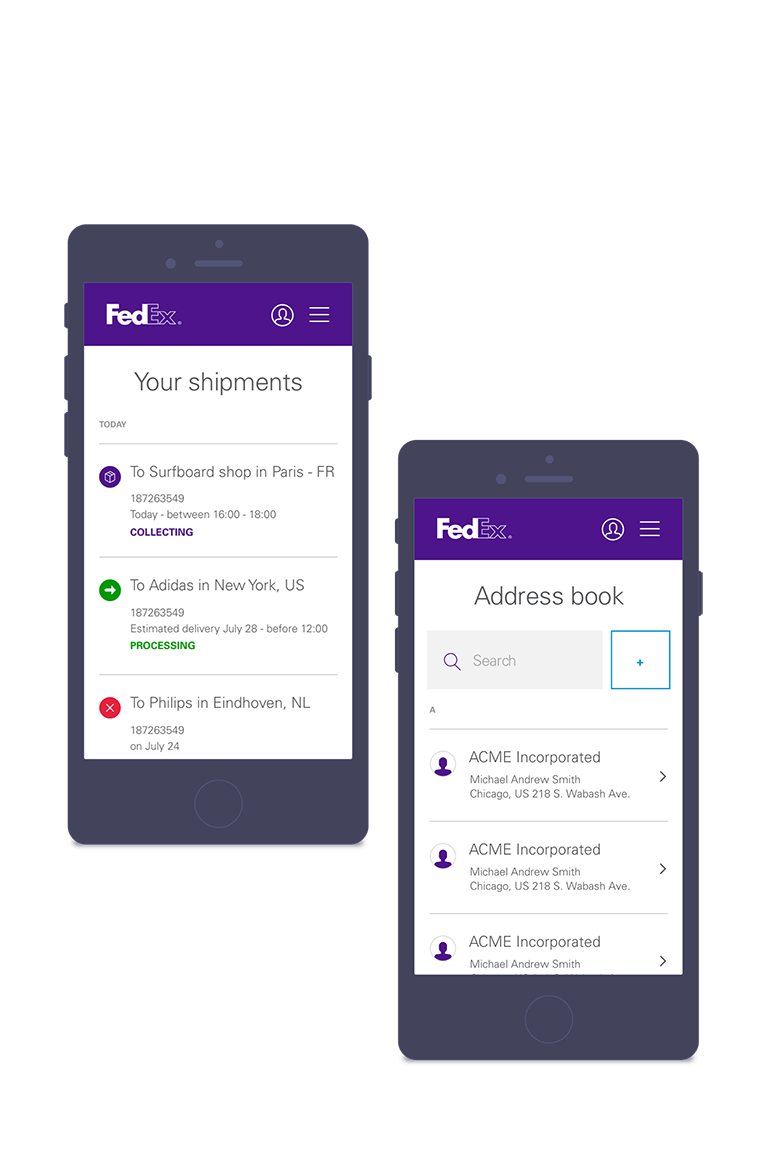 FedEx®
Your shipments
TODAY
To Surfboard shop in Paris - FR
187263549
Today - between 16:00 - 18:00
COLLECTING
To Adidas in New York, US
187263549
Estimated delivery July 28 - before 12:00
PROCESSING
To Philips in Eindhoven, NL
187263549
on July 24
FedEx®
Address book
Search
+
A
ACME Incorporated
Michael Andrew Smith
Chicago, US 218 S. Wabash Ave.
ACME Incorporated
Michael Andrew Smith
Chicago, US 218 S. Wabash Ave.
ACME Incorporated
Michael Andrew Smith